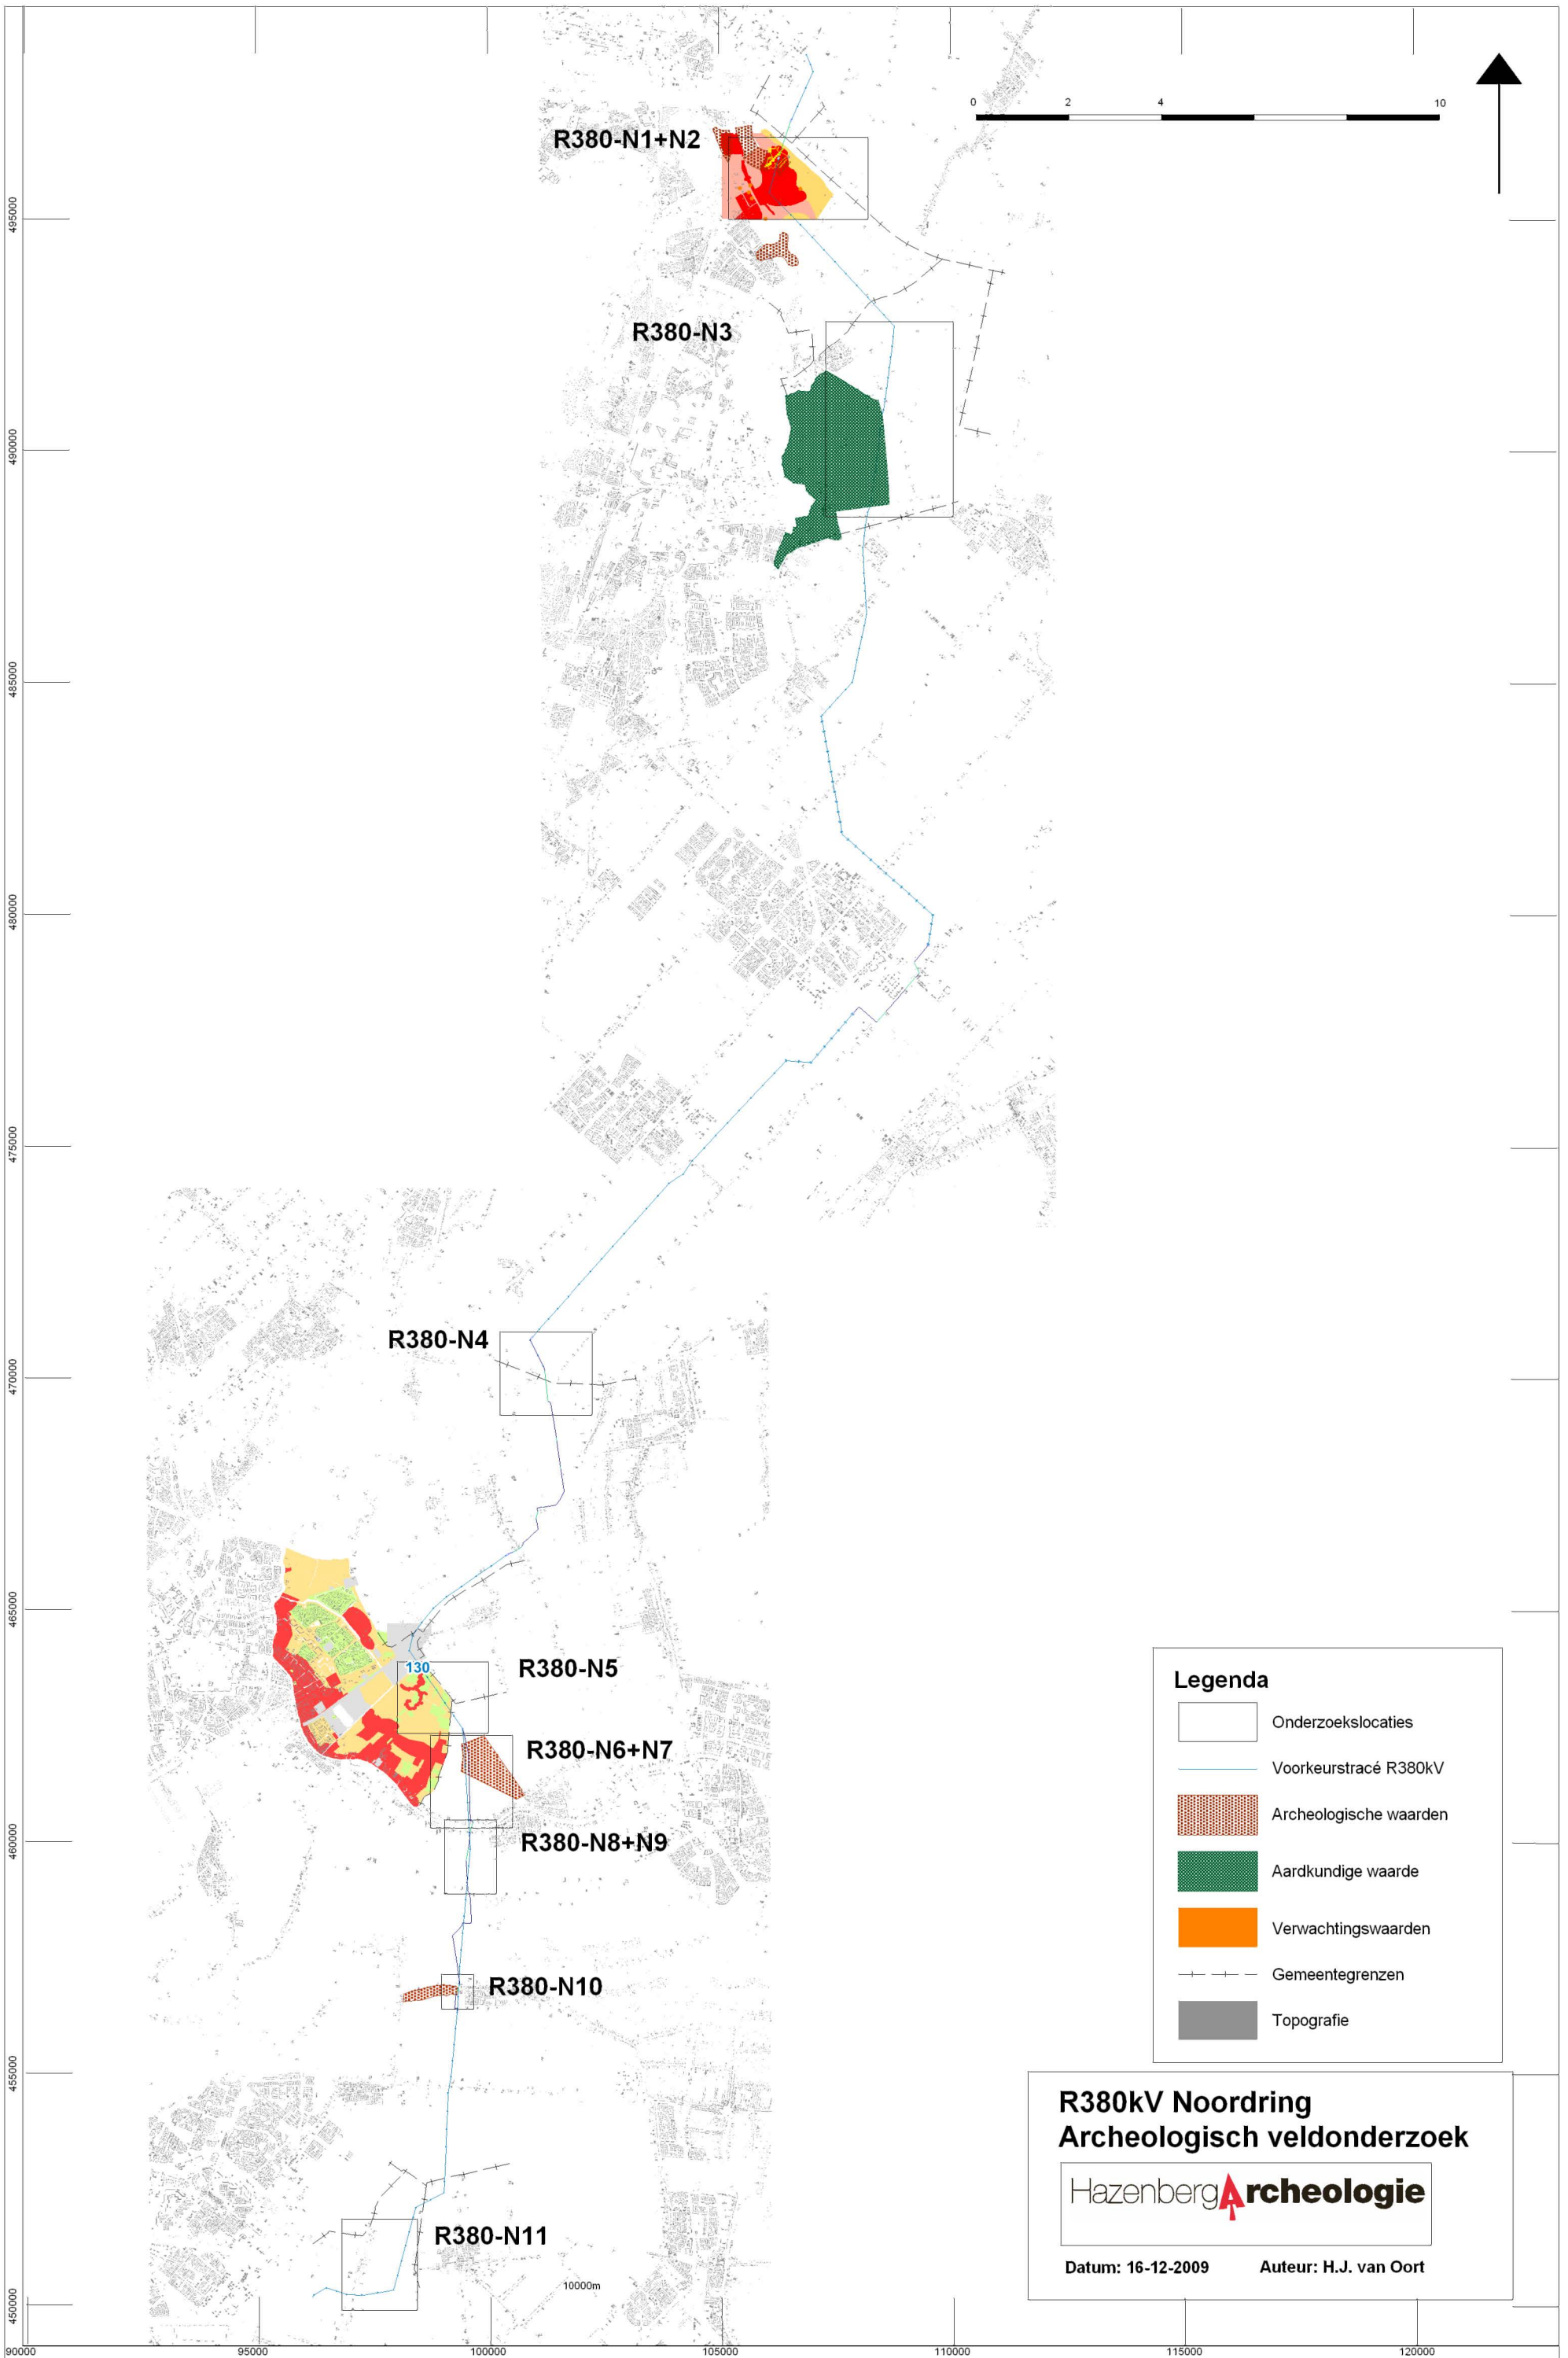 0 2 4 10
R380-N1+N2
495000
R380-N3
490000
485000
480000
475000
R380-N4
470000
465000
130
R380-N5
R380-N6+N7
R380-N8+N9
460000
R380-N10
455000
R380-N11
10000m
450000
90000 95000 100000 105000 110000 115000 120000
Legenda
Onderzoekslocaties
Voorkeurstracé R380kV
Archeologische waarden
Aardkundige waarde
Verwachtingswaarden
Gemeentegrenzen
Topografie
R380kV Noordring
Archeologisch veldonderzoek
HazenbergArcheologie
Datum: 16-12-2009 Auteur: H.J. van Oort